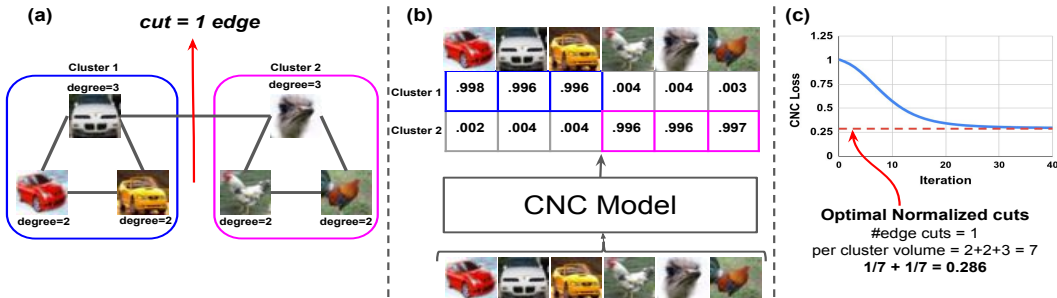 (a)
cut = 1 edge
Cluster 1
degree=3
degree=2
degree=2
Cluster 2
degree=3
degree=2
degree=2
(b)
Cluster 1 .998 .996 .996 .004 .004 .003
Cluster 2 .002 .004 .004 .996 .996 .997
CNC Model
(c)
CNC Loss
1.25
1
0.75
0.5
0.25
0
0 10 20 30 40
Iteration
Optimal Normalized cuts
#edge cuts = 1
per cluster volume = 2+2+3 = 7
1/7 + 1/7 = 0.286